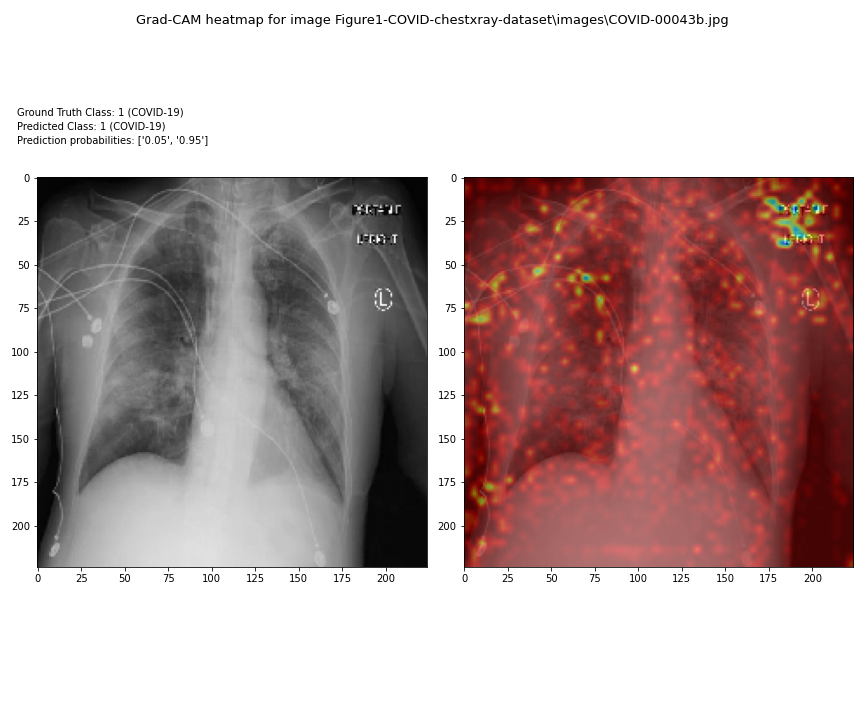 Grad-CAM heatmap for image Figure1-COVID-chestxray-dataset\images\COVID-00043b.jpg
Ground Truth Class: 1 (COVID-19)
Predicted Class: 1 (COVID-19)
Prediction probabilities: ['0.05', '0.95']
0
25
50
75
100
125
150
175
200
0 25 50 75 100 125 150 175 200
L
0
25
50
75
100
125
150
175
200
0 25 50 75 100 125 150 175 200
L